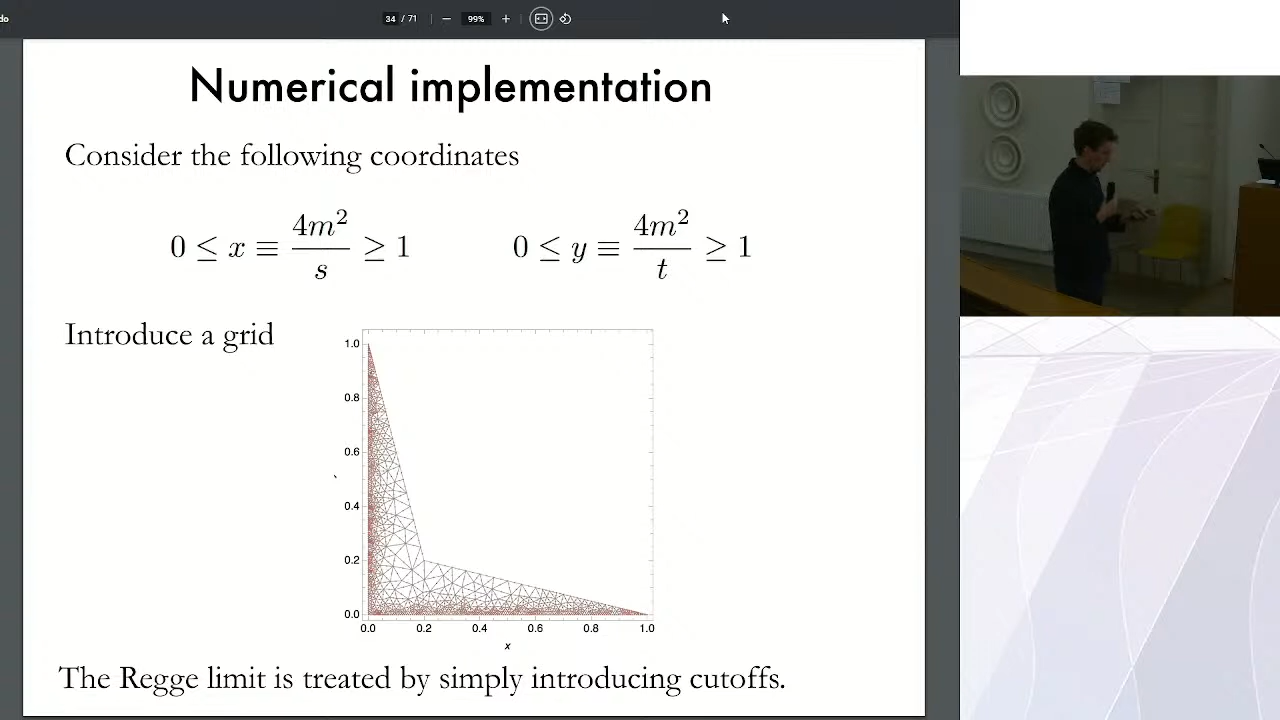 do
34 / 71
99%
Numerical implementation
Consider the following coordinates
0 ≤ x ≡ 4m²/s ≥ 1
0 ≤ y ≡ 4m²/t ≥ 1
Introduce a grid
1.0
0.8
0.6
0.4
0.2
0.0
0.0 0.2 0.4 0.6 0.8 1.0
x
The Regge limit is treated by simply introducing cutoffs.